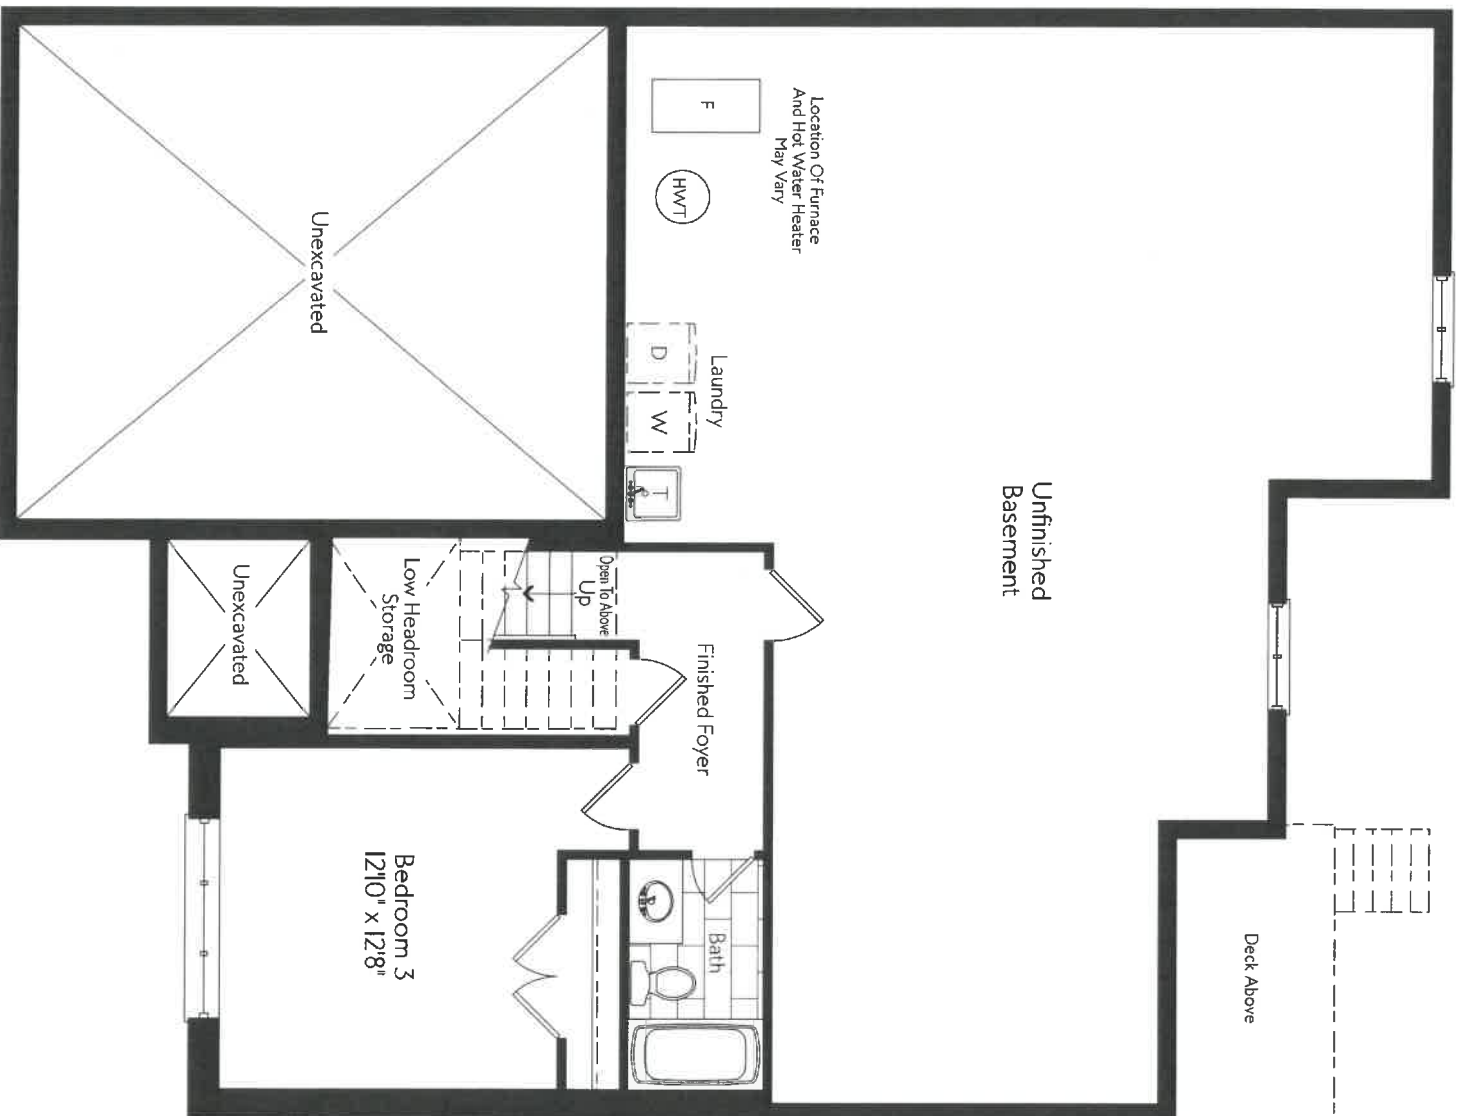 Location Of Furnace
And Hot Water Heater
May Vary
F
HWT
Unexcavated
Laundry
D
W
T
Unfinished
Basement
Open To Above
Up
Low Headroom
Storage
Unexcavated
Finished Foyer
Bedroom 3
12'10" x 12'8"
Bath
Deck Above